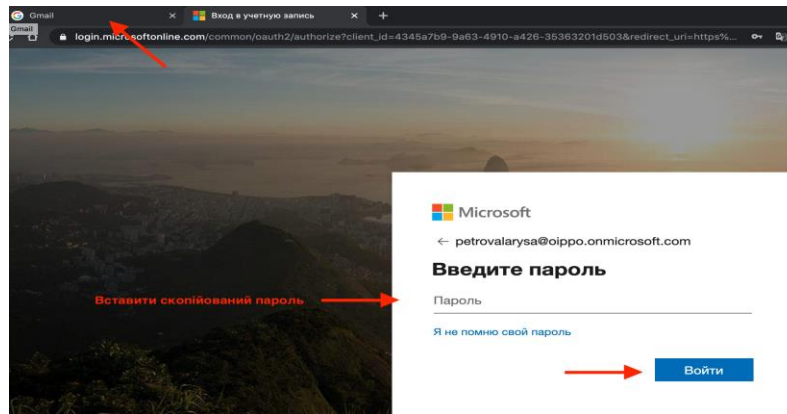 Gmail
Вход в учетную запись
Gmail
login.microsoftonline.com/common/oauth2/authorize?client_id=4345a7b9-9a63-4910-a426-35363201d503&redirect_uri=https%...
Microsoft
← petrovalarysa@oippo.onmicrosoft.com
Введите пароль
Вставити скопійований пароль
Пароль
Я не помню свой пароль
Войти